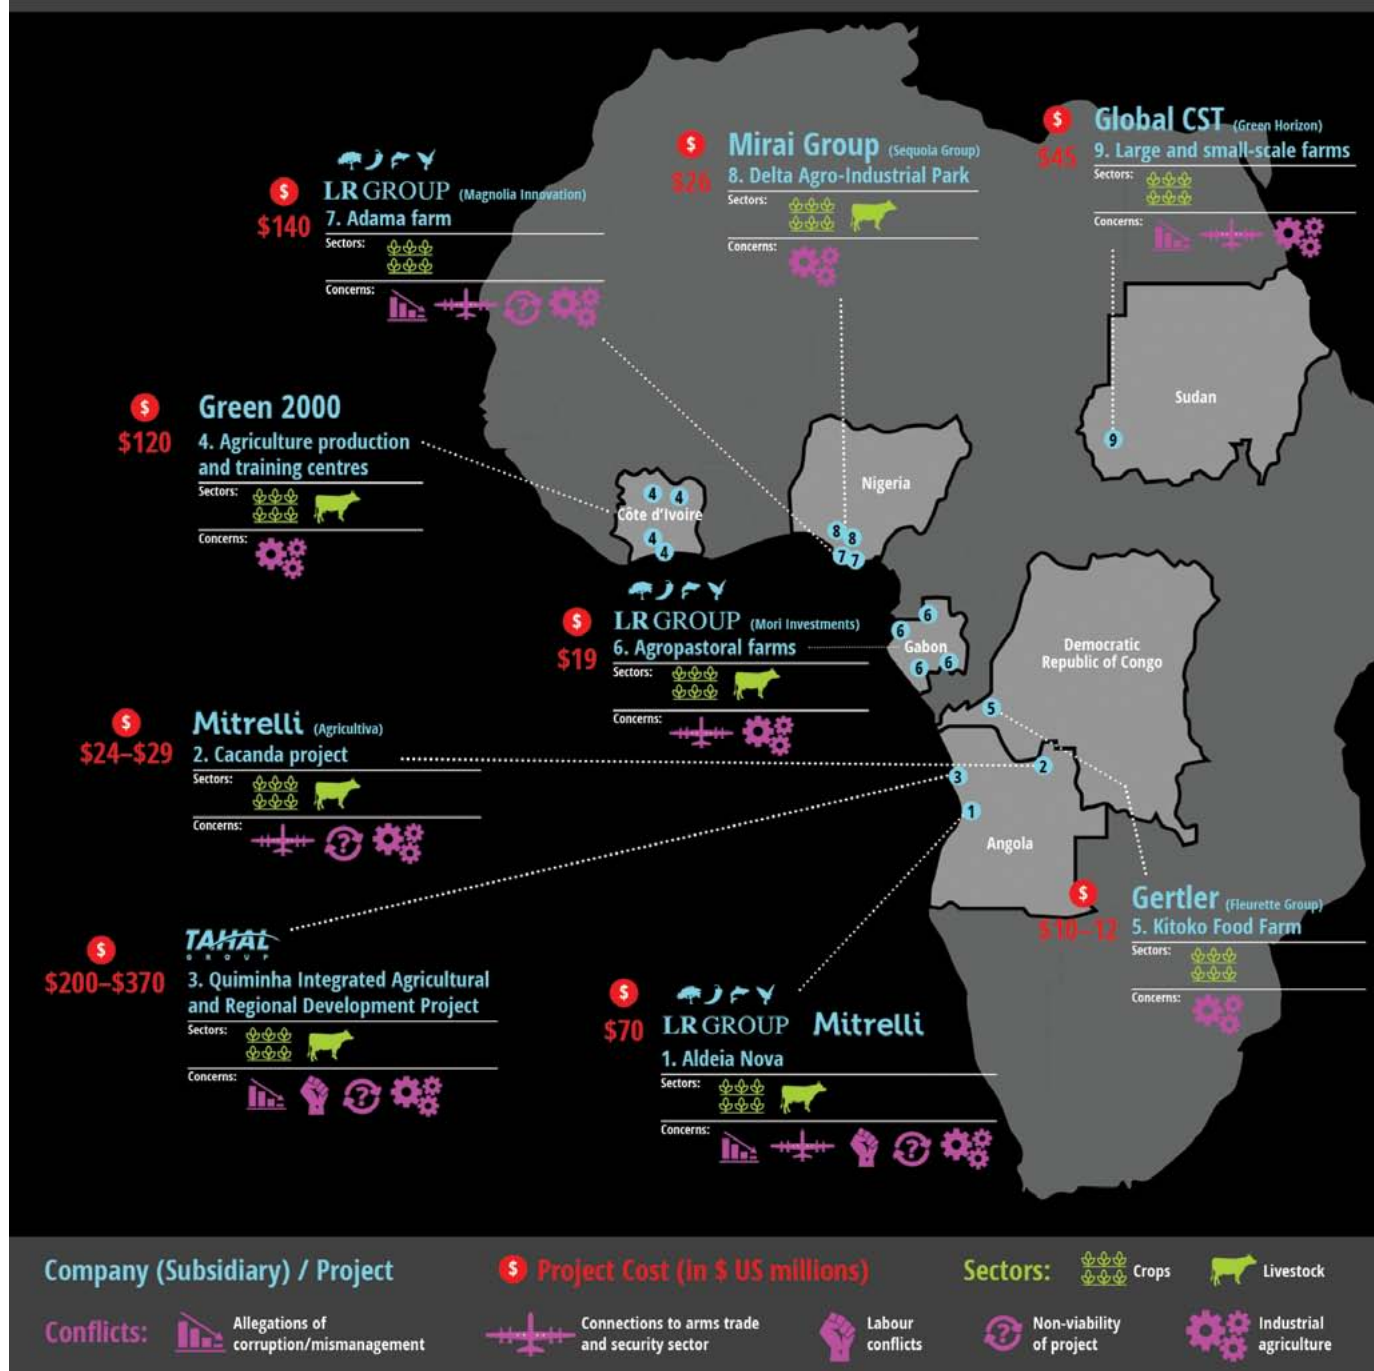 $
Global CST (Green Horizon)
$45
9. Large and small-scale farms
Sectors:
Concerns:
$
Mirai Group (Sequoia Group)
$26
8. Delta Agro-Industrial Park
Sectors:
Concerns:
$
LR GROUP (Magnolia Innovation)
$140
7. Adama farm
Sectors:
Concerns:
?
$
Green 2000
$120
4. Agriculture production
and training centres
Sectors:
Concerns:
Sudan
9
Nigeria
8 8
7 7
4 4
Côte d'Ivoire
4
4
$
LR GROUP (Mori Investments)
$19
6. Agropastoral farms
Sectors:
Concerns:
6
6
Gabon
6 6
Democratic
Republic of Congo
5
$
Mitrelli (Agricultiva)
$24–$29
2. Cacanda project
Sectors:
Concerns:
?
2
3
1
Angola
$
Gertler (Fleurette Group)
$10–12
5. Kitoko Food Farm
Sectors:
Concerns:
$
TAHAL
GROUP
$200–$370
3. Quiminha Integrated Agricultural
and Regional Development Project
Sectors:
Concerns:
?
$
LR GROUP Mitrelli
$70
1. Aldeia Nova
Sectors:
Concerns:
?
Company (Subsidiary) / Project
$ Project Cost (in $ US millions)
Sectors:
Crops
Livestock
Conflicts:
Allegations of
corruption/mismanagement
Connections to arms trade
and security sector
Labour
conflicts
?
Non-viability
of project
Industrial
agriculture